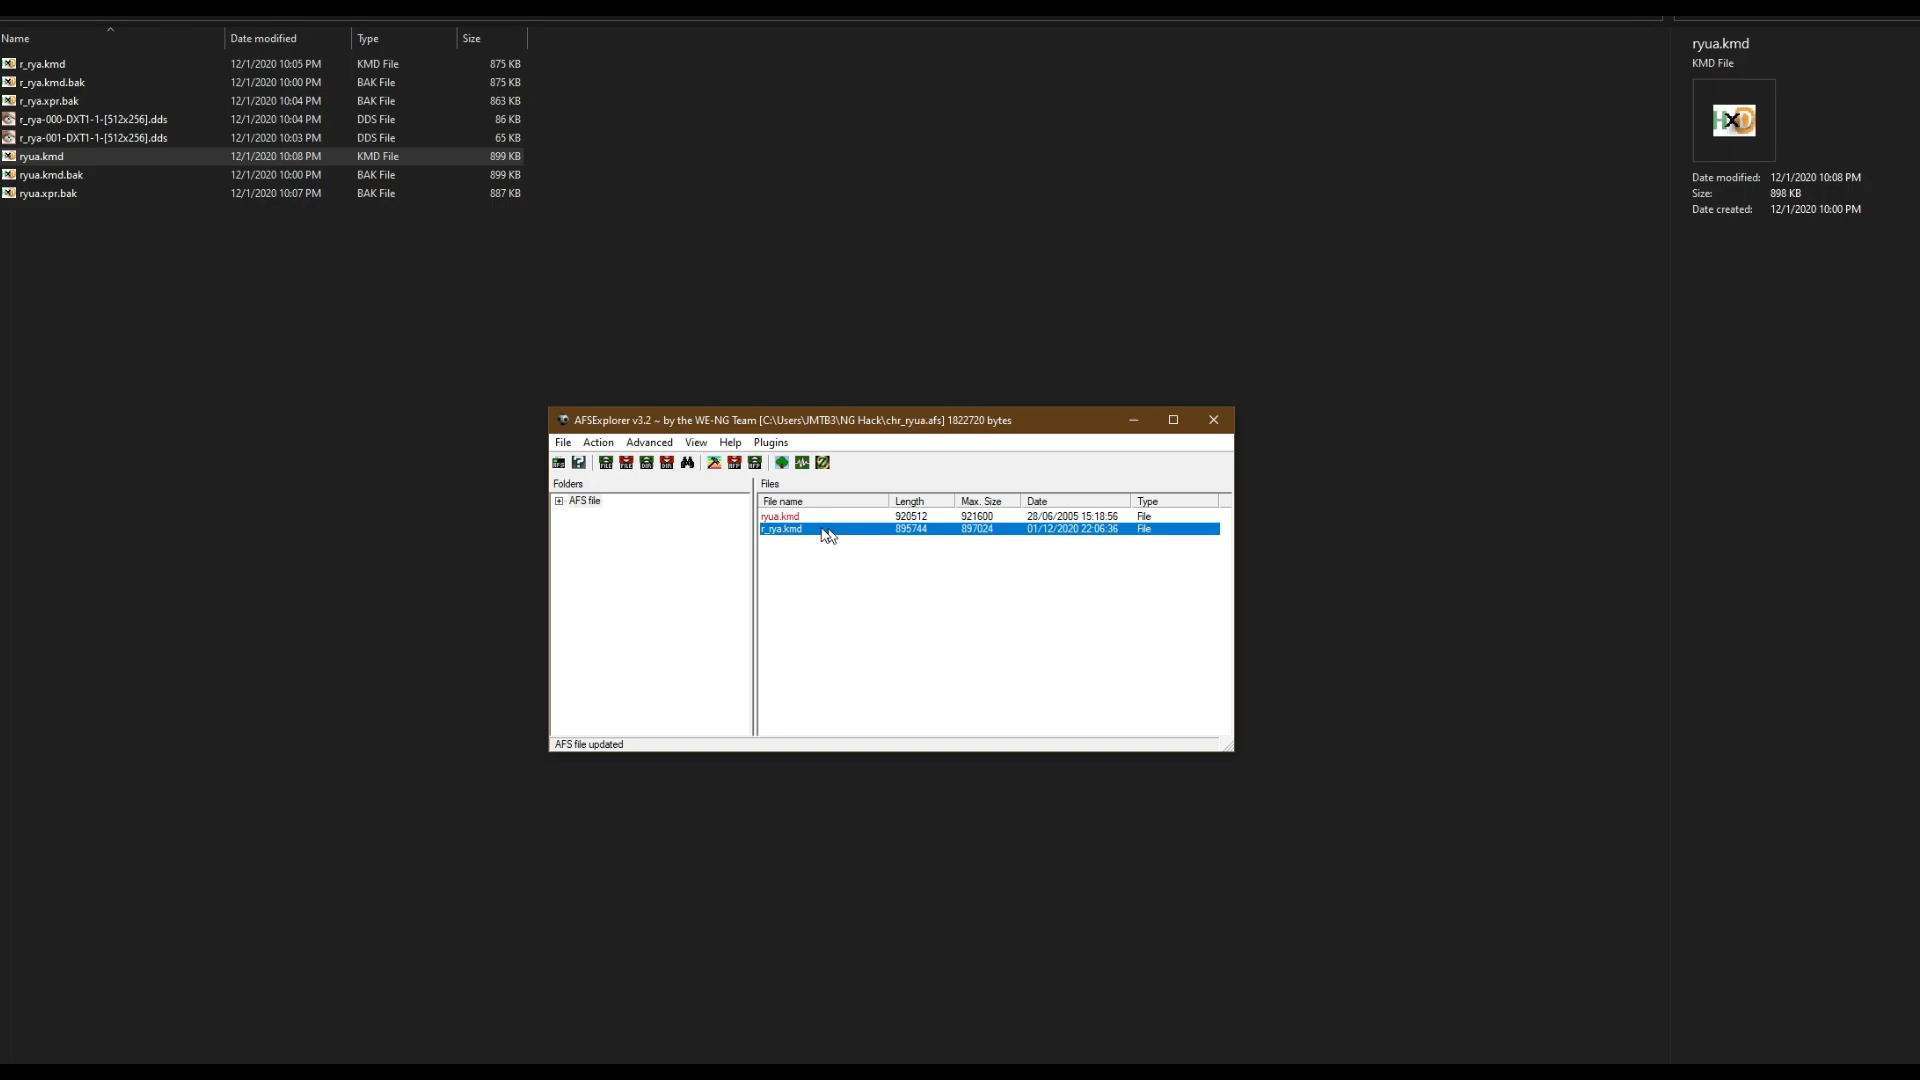 Name Date modified Type Size
r_rya.kmd 12/1/2020 10:05 PM KMD File 875 KB
r_rya.kmd.bak 12/1/2020 10:00 PM BAK File 875 KB
r_rya.xpr.bak 12/1/2020 10:04 PM BAK File 863 KB
r_rya-000-DXT1-1-[512x256].dds 12/1/2020 10:04 PM DDS File 86 KB
r_rya-001-DXT1-1-[512x256].dds 12/1/2020 10:03 PM DDS File 65 KB
ryua.kmd 12/1/2020 10:08 PM KMD File 899 KB
ryua.kmd.bak 12/1/2020 10:00 PM BAK File 899 KB
ryua.xpr.bak 12/1/2020 10:07 PM BAK File 887 KB
ryua.kmd
KMD File
HxD
Date modified: 12/1/2020 10:08 PM
Size: 898 KB
Date created: 12/1/2020 10:00 PM
AFSExplorer v3.2 ~ by the WE-NG Team [C:\Users\JMTB3\NG Hack\chr_ryua.afs] 1822720 bytes
File Action Advanced View Help Plugins
Folders Files
AFS file
File name Length Max. Size Date Type
ryua.kmd 920512 921600 28/06/2005 15:18:56 File
r_rya.kmd 895744 897024 01/12/2020 22:06:36 File
AFS file updated